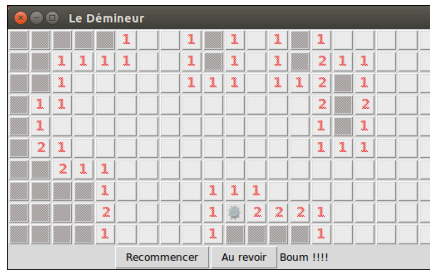 Le Démineur
1 1 1 1 1
1 1 1 1 1 1 1 2 1 1
1 1 1 1 1 1 2 1
1 1 2 2
1 1 1
2 1 1 1 1
2 1 1
1 1 1 1
2 1 2 2 2 1
1 1 1
Recommencer Au revoir Boum !!!!